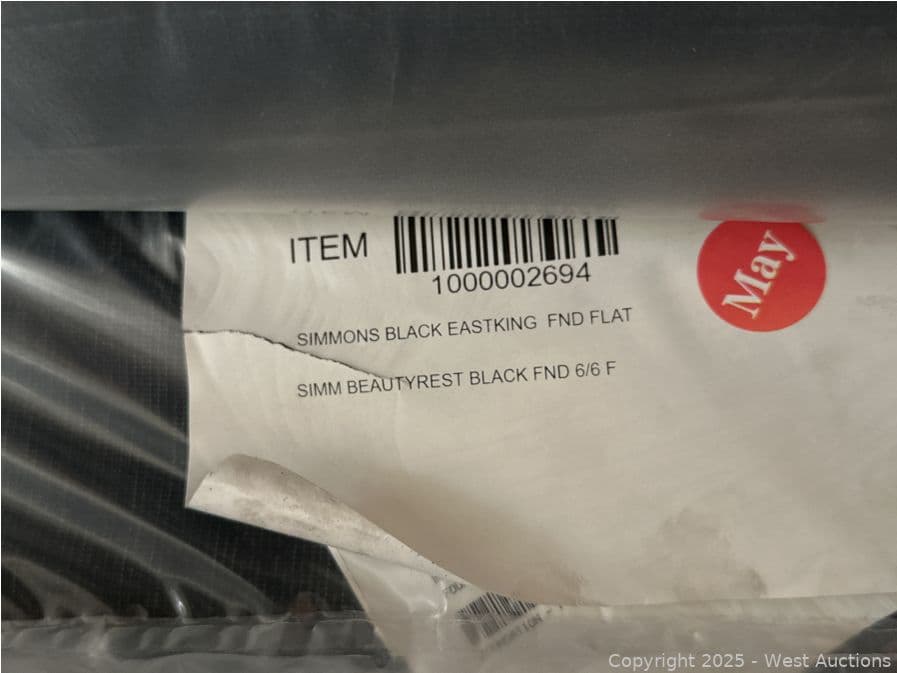 ITEM
1000002694
May
SIMMONS BLACK EASTKING FND FLAT
SIMM BEAUTYREST BLACK FND 6/6 F
Copyright 2025 - West Auctions